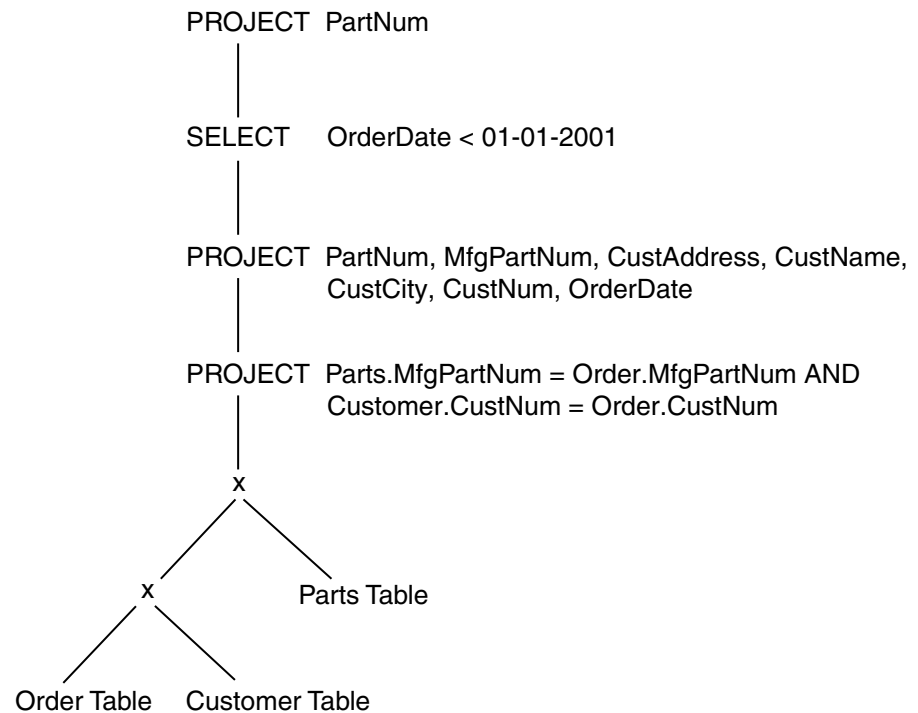 PROJECT PartNum
SELECT OrderDate < 01-01-2001
PROJECT PartNum, MfgPartNum, CustAddress, CustName,
CustCity, CustNum, OrderDate
PROJECT Parts.MfgPartNum = Order.MfgPartNum AND
Customer.CustNum = Order.CustNum
x
x
Parts Table
Order Table
Customer Table